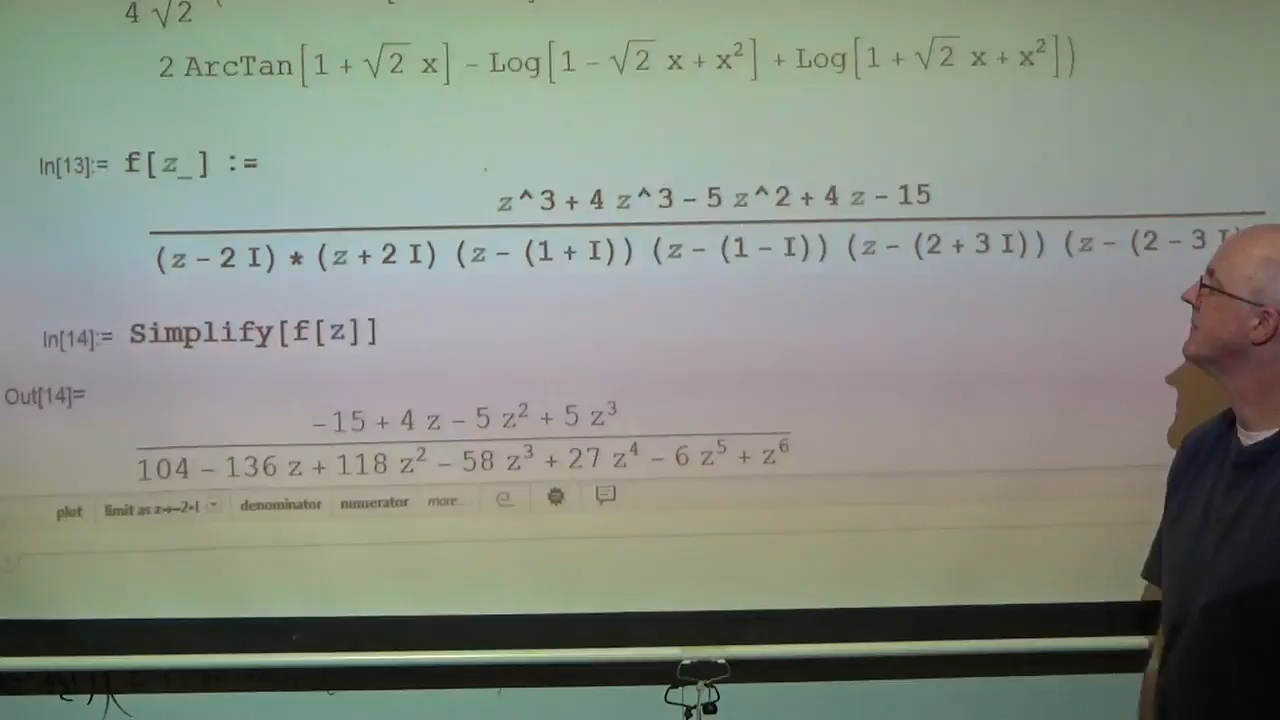 4 √2
2 ArcTan[1 + √2 x] - Log[1 - √2 x + x²] + Log[1 + √2 x + x²])
In[13]:= f[z_] :=
z^3 + 4 z^3 - 5 z^2 + 4 z - 15
(z - 2 I) * (z + 2 I) (z - (1 + I)) (z - (1 - I)) (z - (2 + 3 I)) (z - (2 - 3 I
In[14]:= Simplify[f[z]]
Out[14]=
-15 + 4 z - 5 z² + 5 z³
104 - 136 z + 118 z² - 58 z³ + 27 z⁴ - 6 z⁵ + z⁶
plot limit as z→-2+I denominator numerator more...